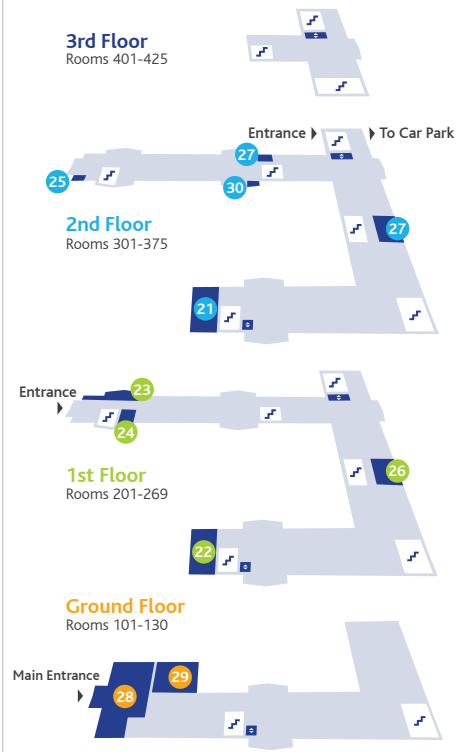 3rd Floor
Rooms 401-425
Entrance
To Car Park
27
25
30
2nd Floor
Rooms 301-375
27
21
Entrance
23
24
1st Floor
Rooms 201-269
26
22
Ground Floor
Rooms 101-130
Main Entrance
29
28